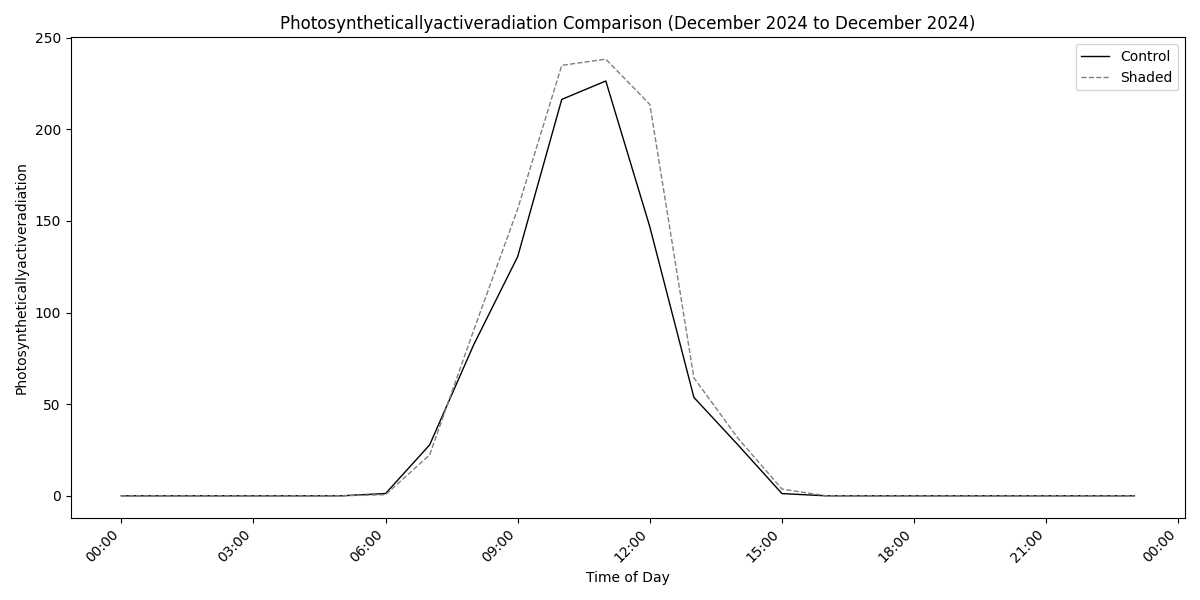 Photosyntheticallyactiveradiation Comparison (December 2024 to December 2024)
Control
Shaded
Photosyntheticallyactiveradiation
250
200
150
100
50
0
00:00 03:00 06:00 09:00 12:00 15:00 18:00 21:00 00:00
Time of Day